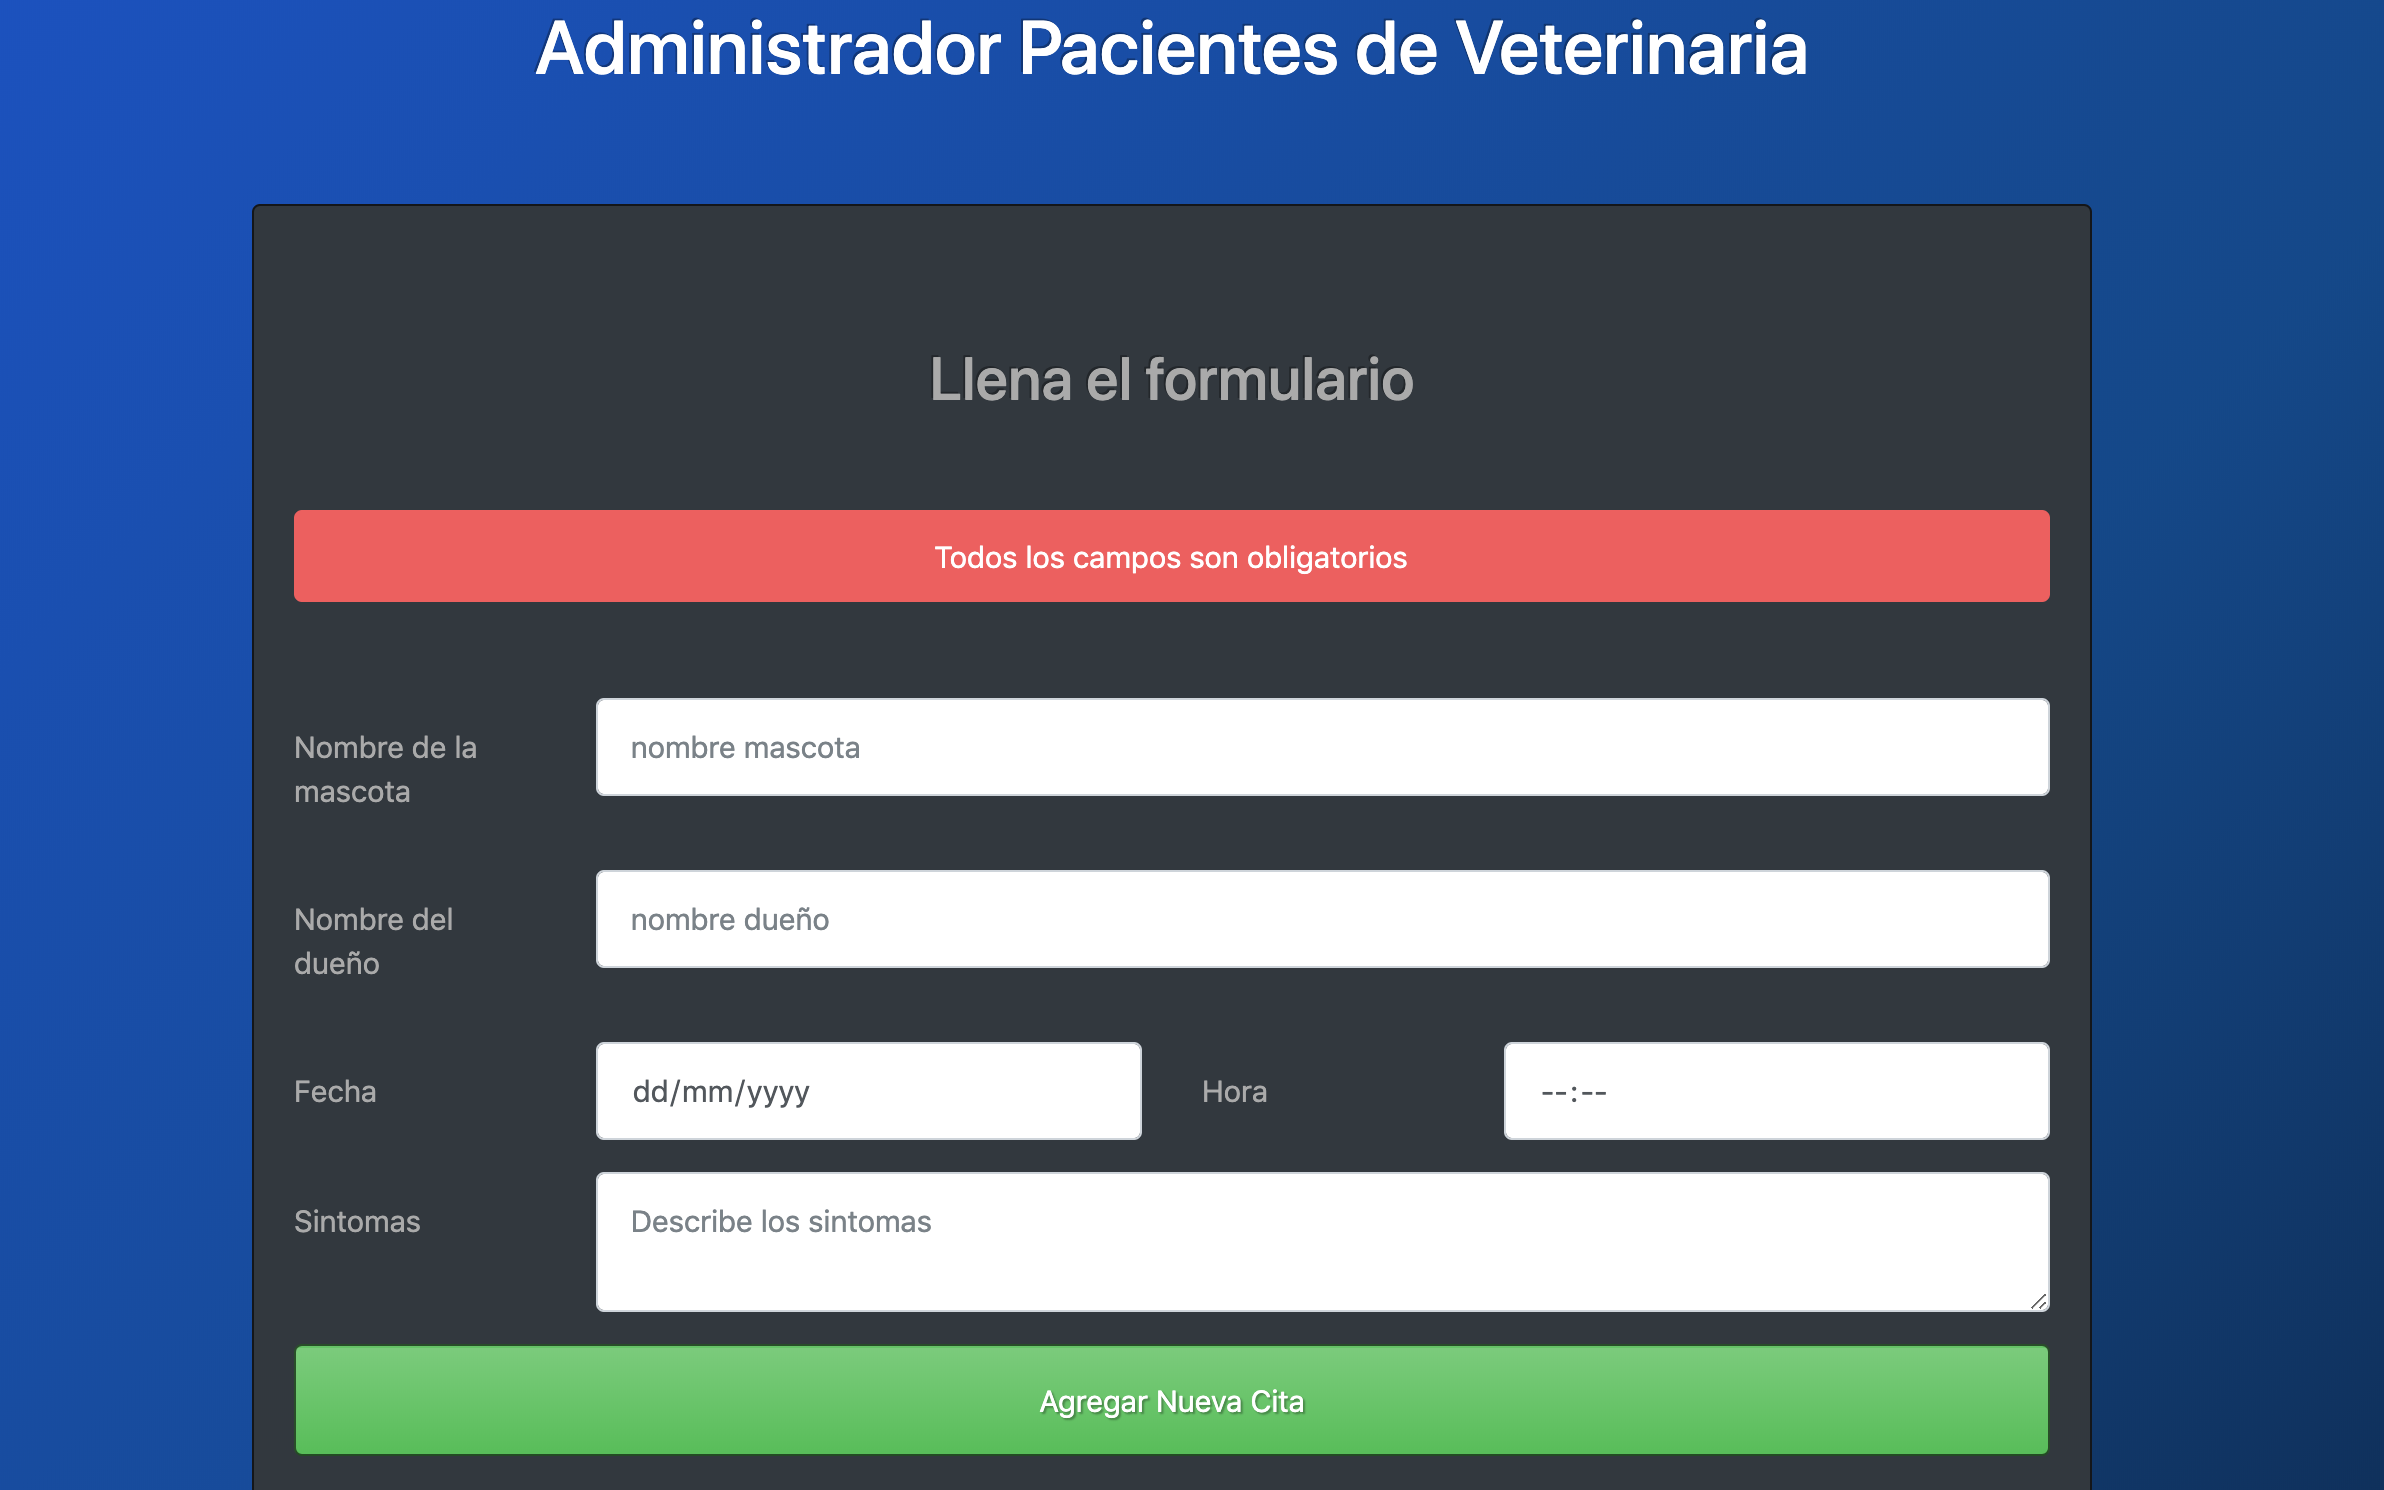 Administrador Pacientes de Veterinaria
Llena el formulario
Todos los campos son obligatorios
Nombre de la
mascota
nombre mascota
Nombre del
dueño
nombre dueño
Fecha
dd/mm/yyyy
Hora
--:--
Sintomas
Describe los sintomas
Agregar Nueva Cita